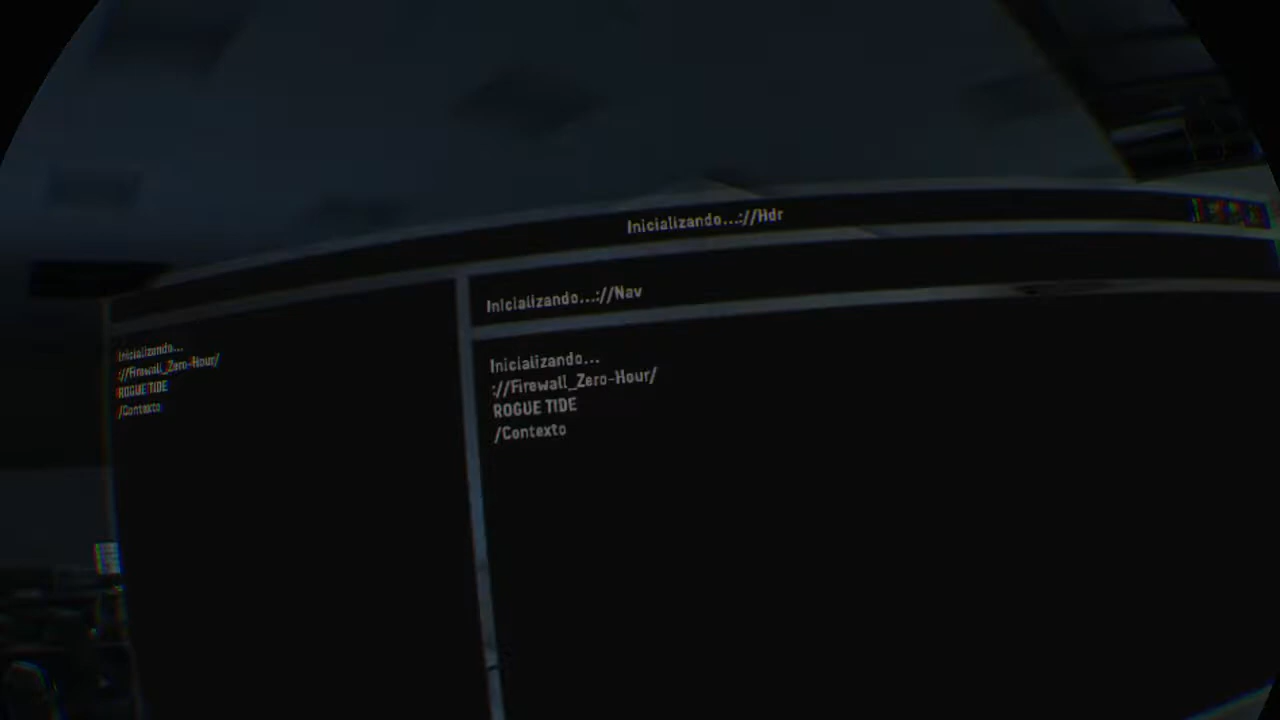 Inicializando...://Hdr
Inicializando...://Nav
Inicializando...
://Firewall_Zero-Hour/
ROGUE TIDE
/Contexto
Inicializando...
://Firewall_Zero-Hour/
ROGUE TIDE
/Contexto